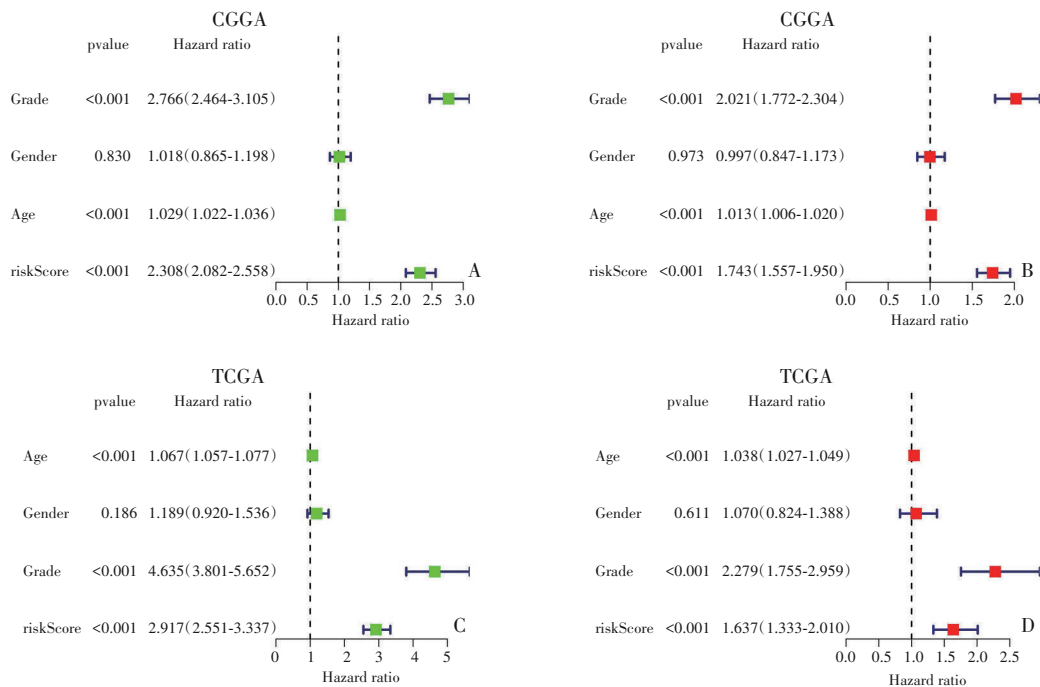 CGGA
pvalue Hazard ratio
Grade <0.001 2.766(2.464-3.105)
Gender 0.830 1.018(0.865-1.198)
Age <0.001 1.029(1.022-1.036)
riskScore <0.001 2.308(2.082-2.558) A
0.0 0.5 1.0 1.5 2.0 2.5 3.0
Hazard ratio
CGGA
pvalue Hazard ratio
Grade <0.001 2.021(1.772-2.304)
Gender 0.973 0.997(0.847-1.173)
Age <0.001 1.013(1.006-1.020)
riskScore <0.001 1.743(1.557-1.950) B
0.0 0.5 1.0 1.5 2.0
Hazard ratio
TCGA
pvalue Hazard ratio
Age <0.001 1.067(1.057-1.077)
Gender 0.186 1.189(0.920-1.536)
Grade <0.001 4.635(3.801-5.652)
riskScore <0.001 2.917(2.551-3.337) C
0 1 2 3 4 5
Hazard ratio
TCGA
pvalue Hazard ratio
Age <0.001 1.038(1.027-1.049)
Gender 0.611 1.070(0.824-1.388)
Grade <0.001 2.279(1.755-2.959)
riskScore <0.001 1.637(1.333-2.010) D
0.0 0.5 1.0 1.5 2.0 2.5
Hazard ratio